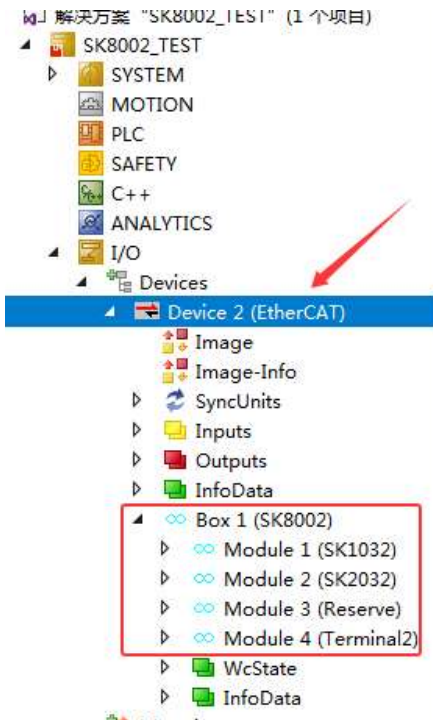 解决方案 "SK8002_TEST" (1 个项目)
SK8002_TEST
SYSTEM
MOTION
PLC
SAFETY
C++
ANALYTICS
I/O
Devices
Device 2 (EtherCAT)
Image
Image-Info
SyncUnits
Inputs
Outputs
InfoData
Box 1 (SK8002)
Module 1 (SK1032)
Module 2 (SK2032)
Module 3 (Reserve)
Module 4 (Terminal2)
WcState
InfoData